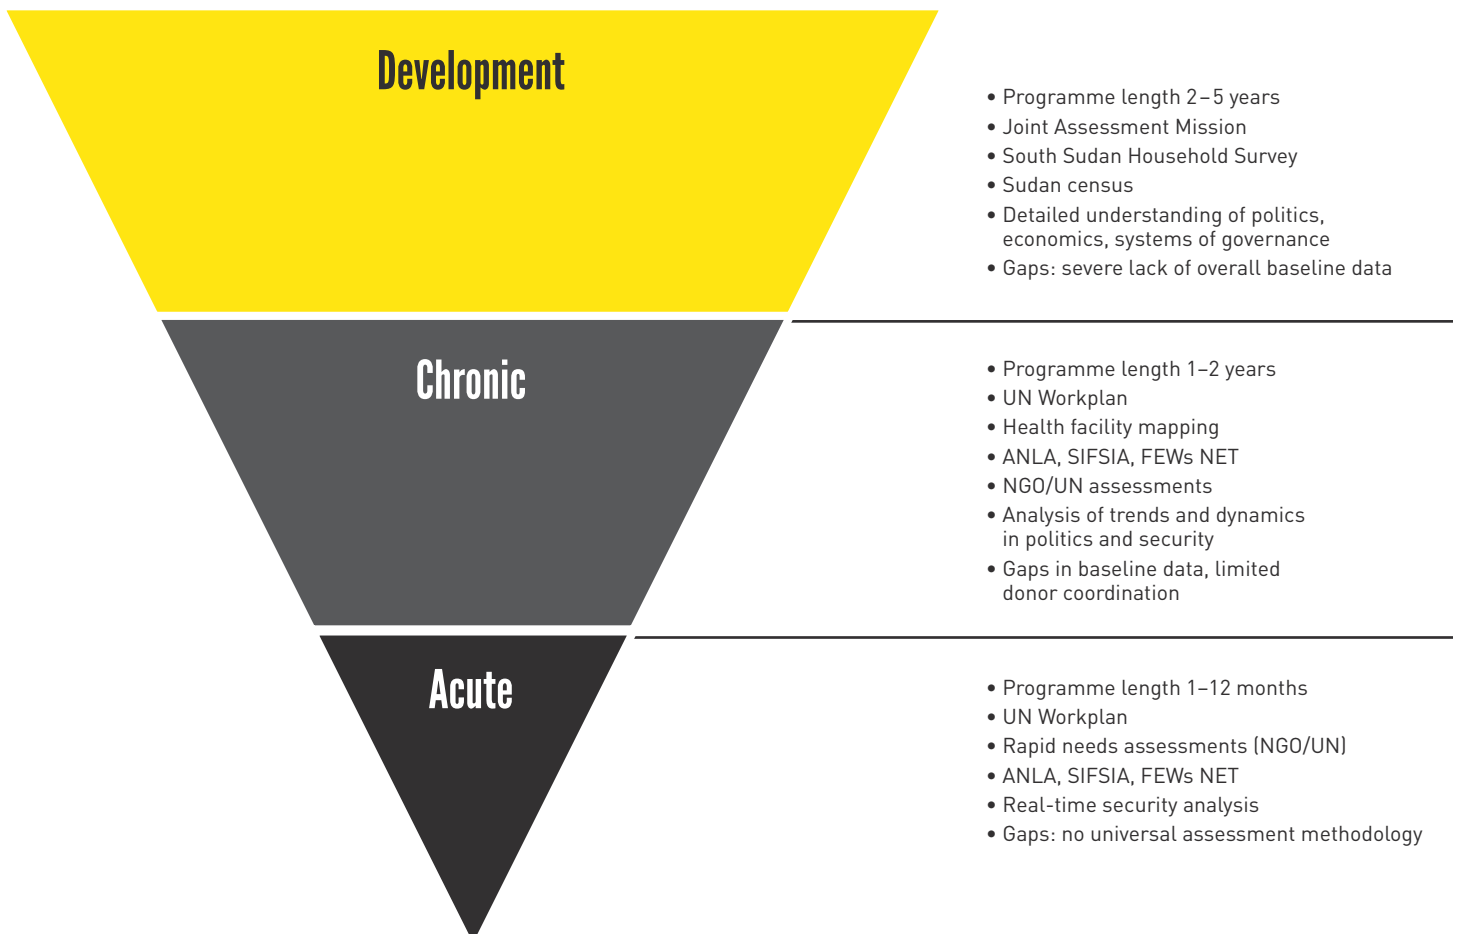 Development
• Programme length 2–5 years
• Joint Assessment Mission
• South Sudan Household Survey
• Sudan census
• Detailed understanding of politics,
economics, systems of governance
• Gaps: severe lack of overall baseline data
Chronic
• Programme length 1–2 years
• UN Workplan
• Health facility mapping
• ANLA, SIFSIA, FEWs NET
• NGO/UN assessments
• Analysis of trends and dynamics
in politics and security
• Gaps in baseline data, limited
donor coordination
Acute
• Programme length 1–12 months
• UN Workplan
• Rapid needs assessments (NGO/UN)
• ANLA, SIFSIA, FEWs NET
• Real-time security analysis
• Gaps: no universal assessment methodology